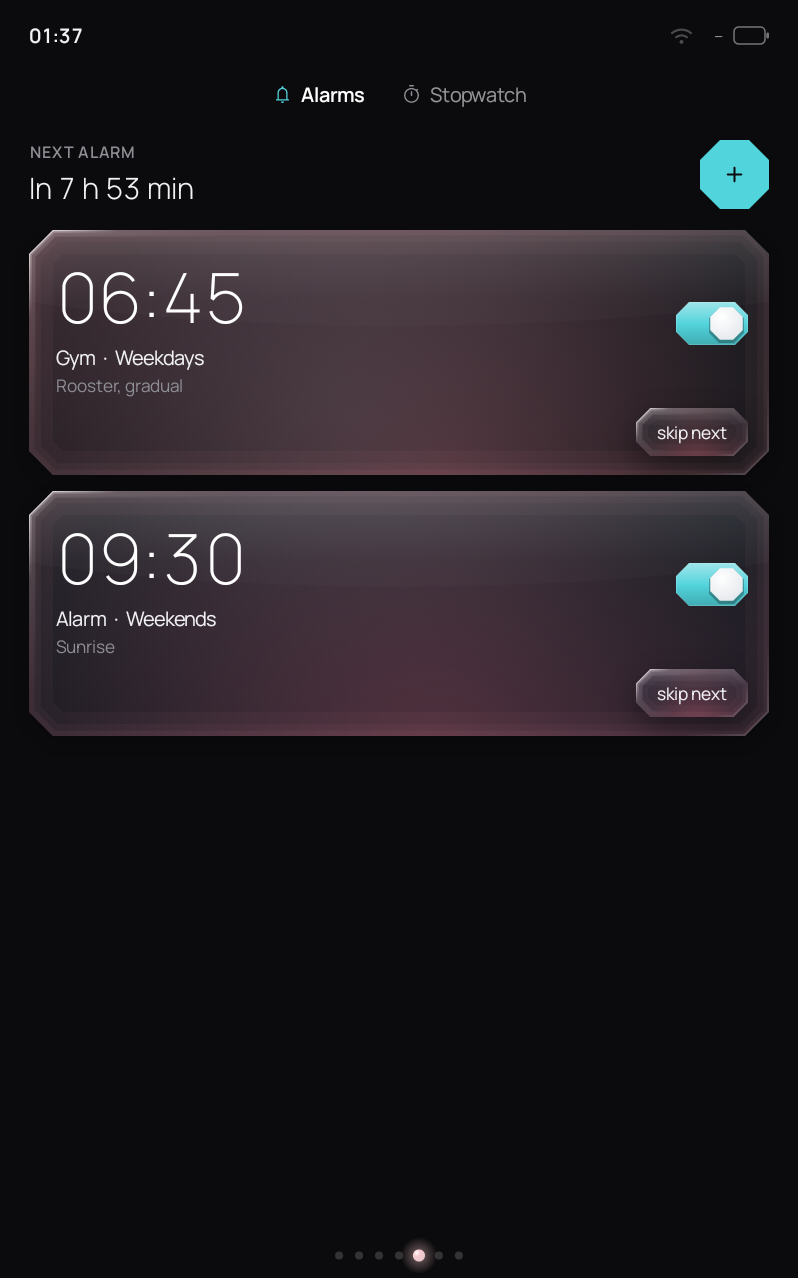 01:37
–
Alarms Stopwatch
NEXT ALARM
In 7 h 53 min
+
06:45
Gym · Weekdays
Rooster, gradual
skip next
09:30
Alarm · Weekends
Sunrise
skip next